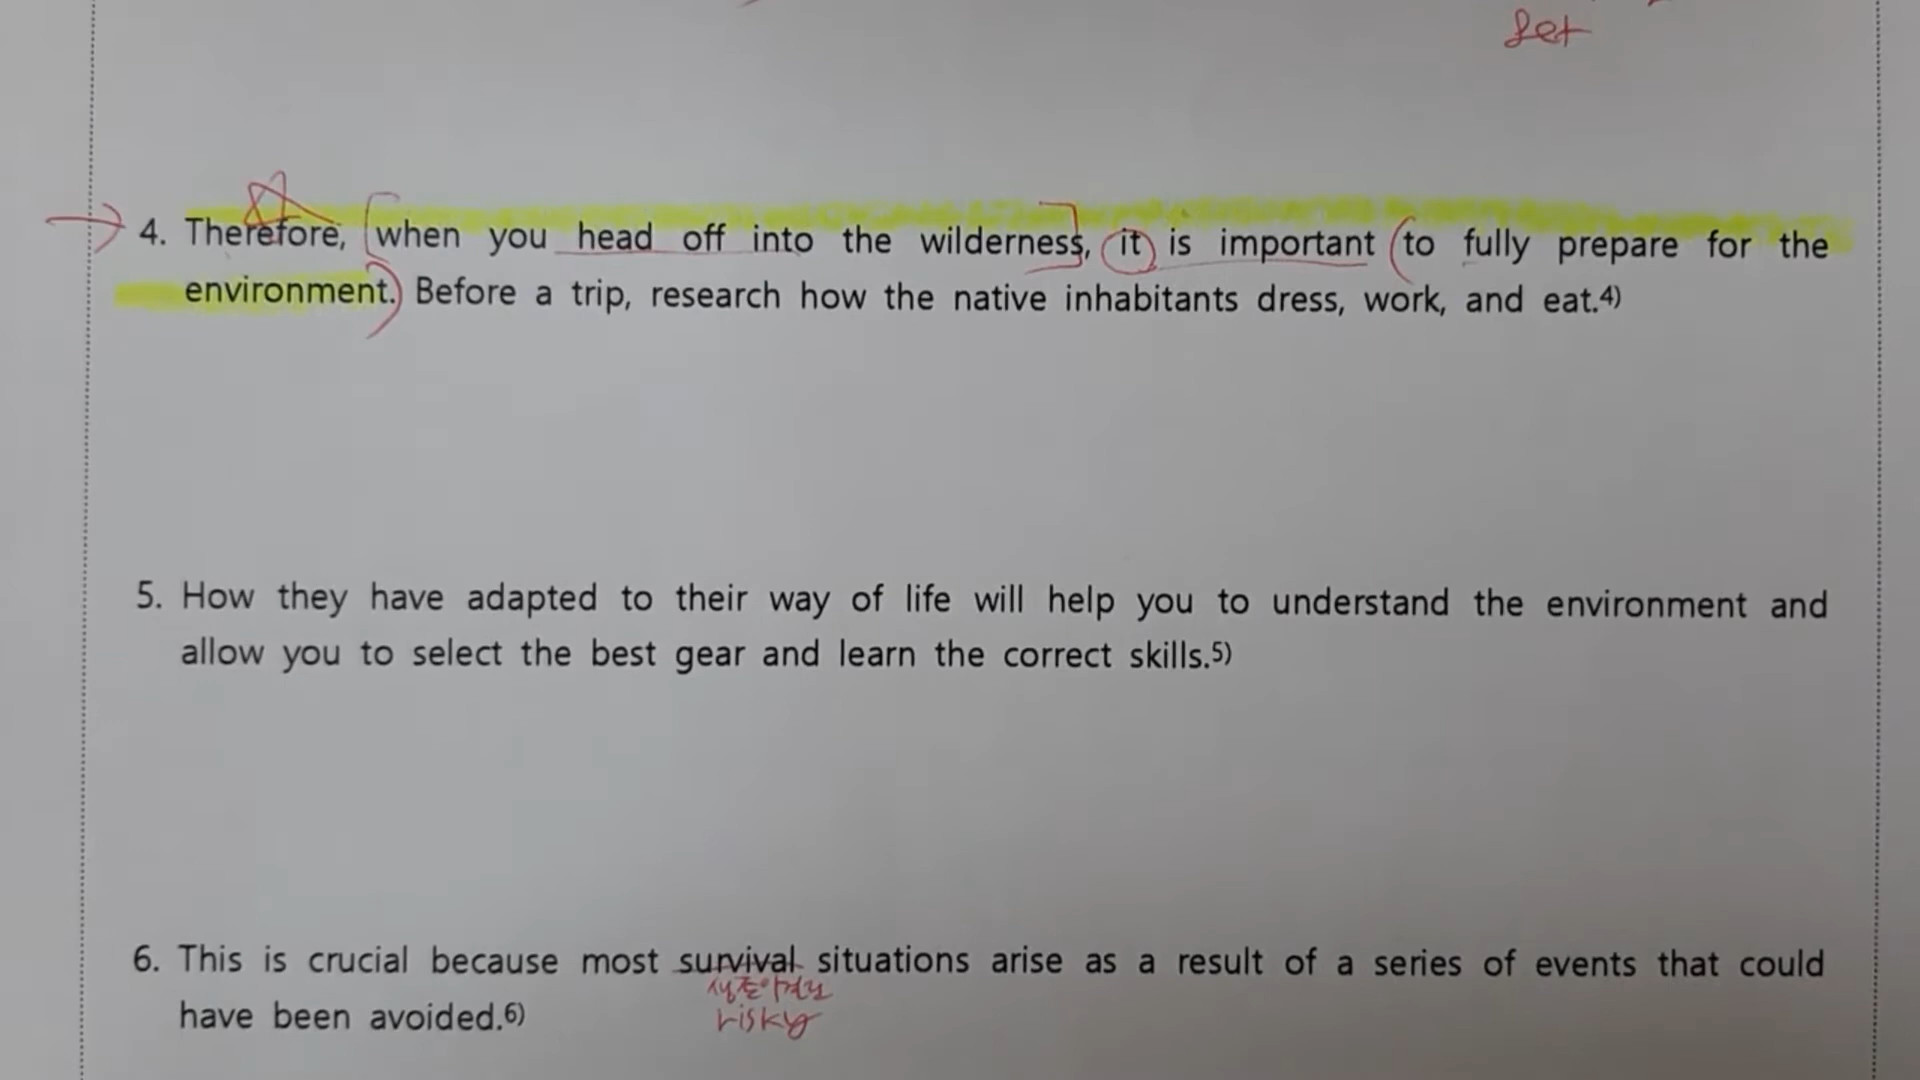 set
4. Therefore, when you head off into the wilderness, it is important to fully prepare for the
environment. Before a trip, research how the native inhabitants dress, work, and eat.4)
5. How they have adapted to their way of life will help you to understand the environment and
allow you to select the best gear and learn the correct skills.5)
6. This is crucial because most survival situations arise as a result of a series of events that could
have been avoided.6)
risky